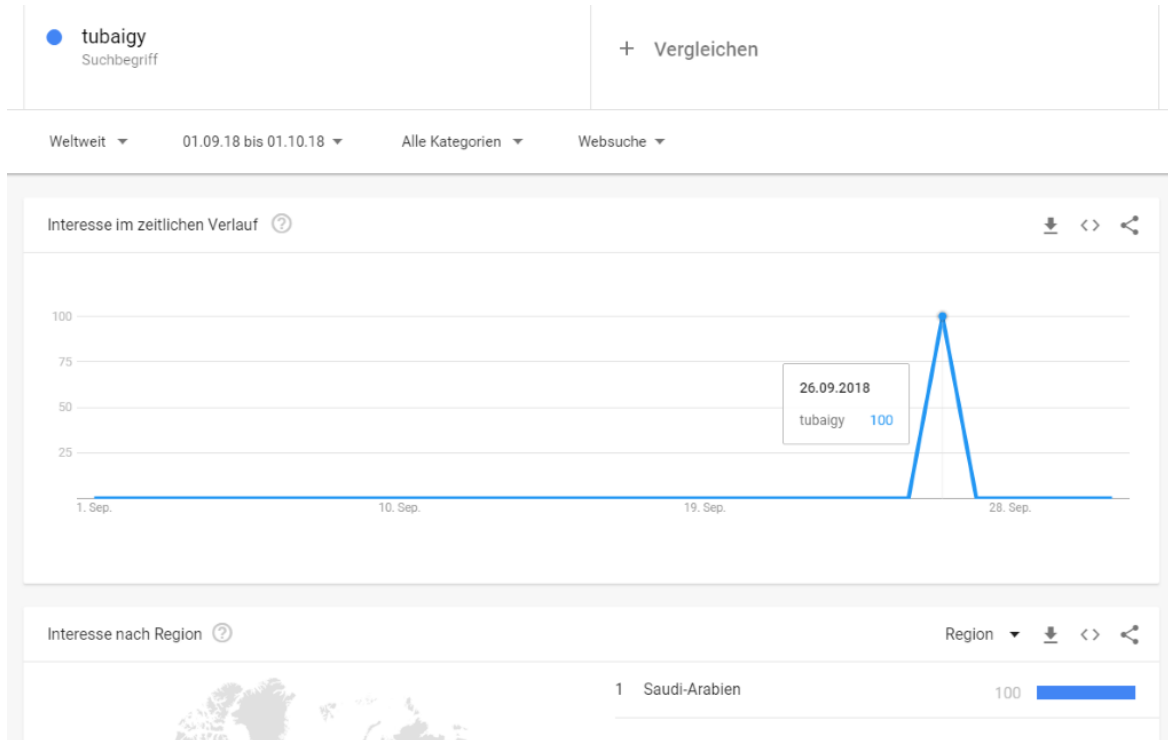 tubaigy
Suchbegriff
+ Vergleichen
Weltweit
01.09.18 bis 01.10.18
Alle Kategorien
Websuche
Interesse im zeitlichen Verlauf ?
100
75
50
25
26.09.2018
tubaigy 100
1. Sep. 10. Sep. 19. Sep. 28. Sep.
Interesse nach Region ?
Region
1 Saudi-Arabien 100